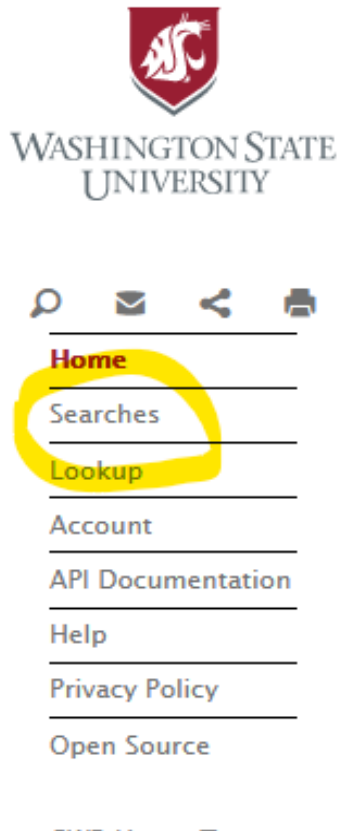 WASHINGTON STATE
UNIVERSITY
Home
Searches
Lookup
Account
API Documentation
Help
Privacy Policy
Open Source